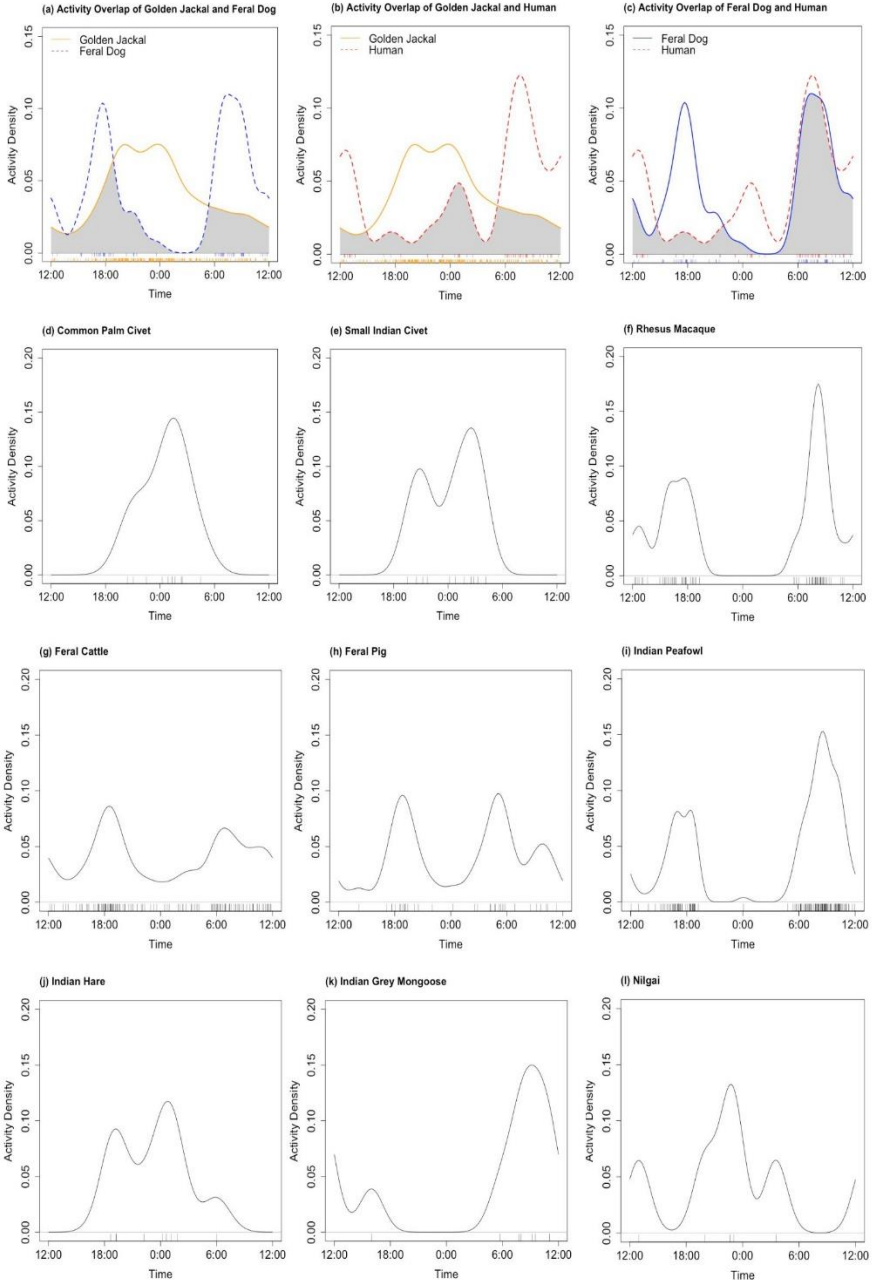 (a) Activity Overlap of Golden Jackal and Feral Dog
Golden Jackal
Feral Dog
Activity Density
0.00 0.05 0.10 0.15
12:00 18:00 0:00 6:00 12:00
Time
(b) Activity Overlap of Golden Jackal and Human
Golden Jackal
Human
Activity Density
0.00 0.05 0.10 0.15
12:00 18:00 0:00 6:00 12:00
Time
(c) Activity Overlap of Feral Dog and Human
Feral Dog
Human
Activity Density
0.00 0.05 0.10 0.15
12:00 18:00 0:00 6:00 12:00
Time
(d) Common Palm Civet
Activity Density
0.00 0.05 0.10 0.15 0.20
12:00 18:00 0:00 6:00 12:00
Time
(e) Small Indian Civet
Activity Density
0.00 0.05 0.10 0.15 0.20
12:00 18:00 0:00 6:00 12:00
Time
(f) Rhesus Macaque
Activity Density
0.00 0.05 0.10 0.15 0.20
12:00 18:00 0:00 6:00 12:00
Time
(g) Feral Cattle
Activity Density
0.00 0.05 0.10 0.15 0.20
12:00 18:00 0:00 6:00 12:00
Time
(h) Feral Pig
Activity Density
0.00 0.05 0.10 0.15 0.20
12:00 18:00 0:00 6:00 12:00
Time
(i) Indian Peafowl
Activity Density
0.00 0.05 0.10 0.15 0.20
12:00 18:00 0:00 6:00 12:00
Time
(j) Indian Hare
Activity Density
0.00 0.05 0.10 0.15 0.20
12:00 18:00 0:00 6:00 12:00
Time
(k) Indian Grey Mongoose
Activity Density
0.00 0.05 0.10 0.15 0.20
12:00 18:00 0:00 6:00 12:00
Time
(l) Nilgai
Activity Density
0.00 0.05 0.10 0.15 0.20
12:00 18:00 0:00 6:00 12:00
Time